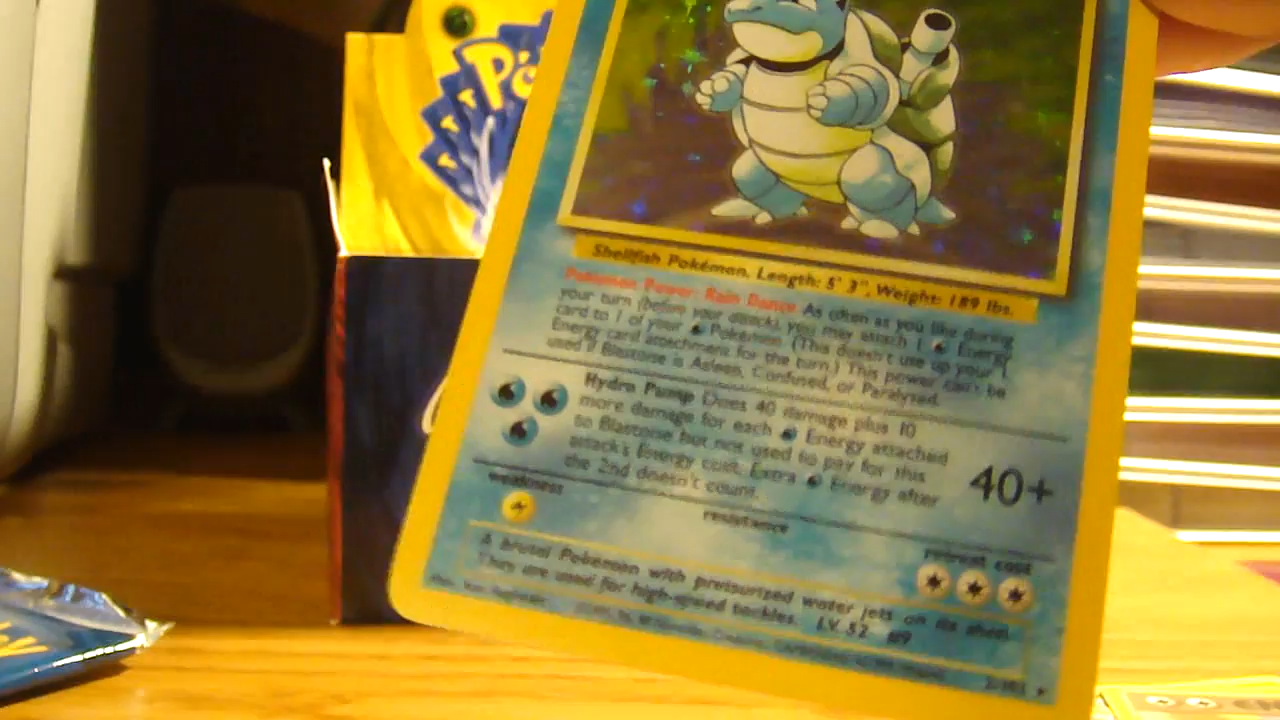 Po
Shellfish Pokémon. Length: 5' 3", Weight: 189 lbs.
Pokémon Power: Rain Dance As often as you like during
your turn (before your attack), you may attach 1 Energy
card to 1 of your Pokémon. (This doesn't use up your 1
Energy card attachment for the turn.) This power can't be
used if Blastoise is Asleep, Confused, or Paralyzed.
Hydro Pump Does 40 damage plus 10
more damage for each Energy attached
to Blastoise but not used to pay for this
attack's Energy cost. Extra Energy after
the 2nd doesn't count.
40+
weakness
resistance
retreat cost
A brutal Pokémon with pressurized water jets on its shell.
They are used for high-speed tackles. LV. 52 #9